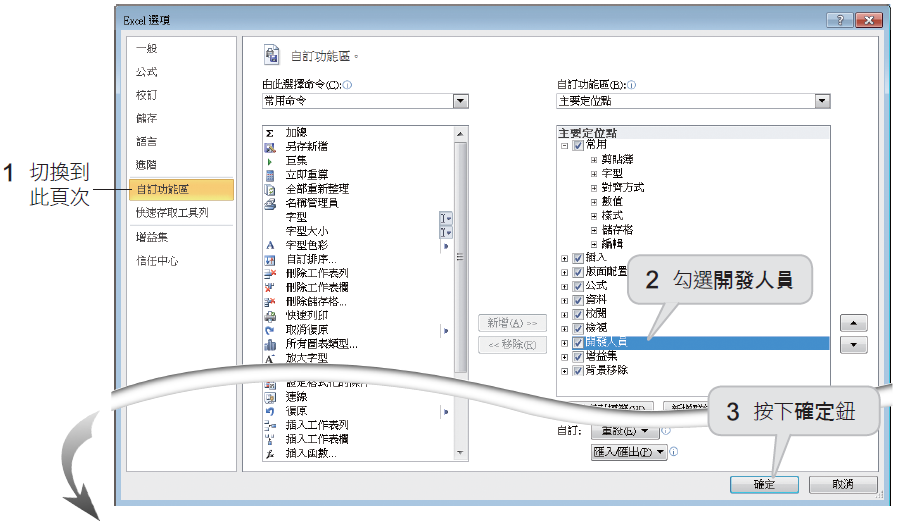 Excel 選項
一般
公式
校訂
儲存
語言
進階
自訂功能區
快速存取工具列
增益集
信任中心
1 切換到
此頁次
自訂功能區。
由此選擇命令(C):
常用命令
Σ 加總
另存新檔
巨集
立即重算
全部重新整理
名稱管理員
字型
字型大小
A 字型色彩
自訂排序...
刪除工作表列
刪除工作表欄
刪除儲存格...
快速列印
取消復原
所有圖表類型...
A 放大字型
設定格式化的條件
連線
復原
插入工作表列
插入工作表欄
fx 插入函數...
新增(A) >>
<< 移除(R)
自訂功能區(B):
主要定位點
主要定位點
常用
剪貼簿
字型
對齊方式
數值
樣式
儲存格
編輯
插入
版面配置
公式
資料
校閱
檢視
開發人員
增益集
背景移除
2 勾選開發人員
自訂: 重設(E)
匯入/匯出(P)
3 按下確定鈕
確定
取消